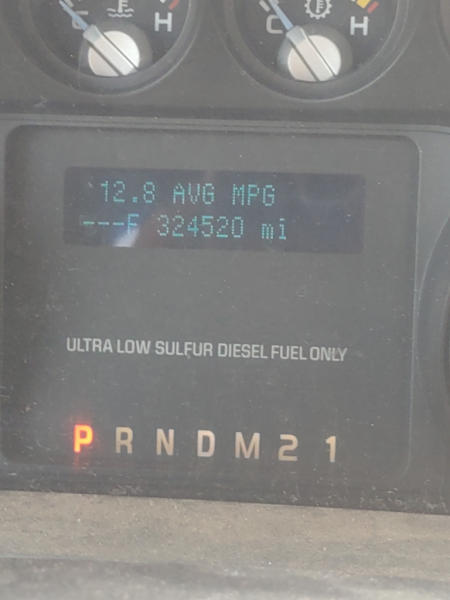 C H C H
12.8 AVG MPG
---F 324520 mi
ULTRA LOW SULFUR DIESEL FUEL ONLY
P R N D M 2 1